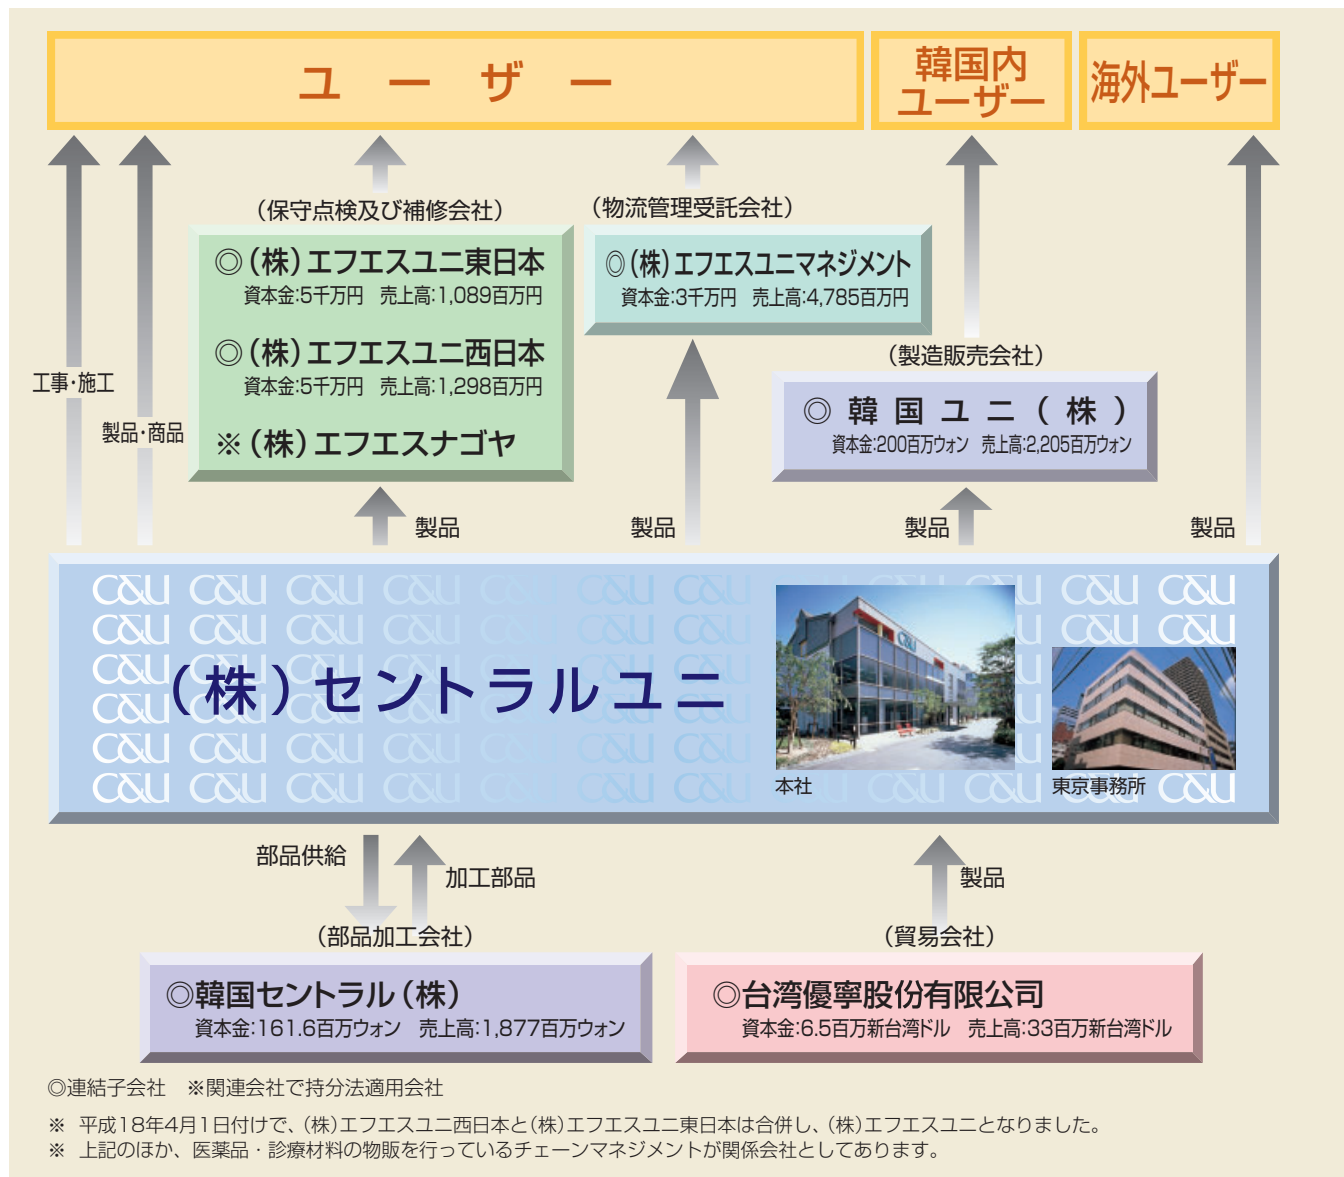 ユーザー
韓国内
ユーザー
海外ユーザー
(保守点検及び補修会社)
◎(株)エフエスユニ東日本
資本金:5千万円 売上高:1,089百万円
◎(株)エフエスユニ西日本
資本金:5千万円 売上高:1,298百万円
※(株)エフエスナゴヤ
(物流管理受託会社)
◎(株)エフエスユニマネジメント
資本金:3千万円 売上高:4,785百万円
(製造販売会社)
◎韓国ユニ(株)
資本金:200百万ウォン 売上高:2,205百万ウォン
工事・施工
製品・商品
製品
製品
製品
製品
C&U C&U C&U C&U C&U C&U C&U C&U C&U
C&U C&U C&U C&U C&U C&U C&U C&U C&U
(株)セントラルユニ
C&U
本社
東京事務所
部品供給
加工部品
製品
(部品加工会社)
◎韓国セントラル(株)
資本金:161.6百万ウォン 売上高:1,877百万ウォン
(貿易会社)
◎台湾優寧股份有限公司
資本金:6.5百万新台湾ドル 売上高:33百万新台湾ドル
◎連結子会社 ※関連会社で持分法適用会社
※ 平成18年4月1日付けで、(株)エフエスユニ西日本と(株)エフエスユニ東日本は合併し、(株)エフエスユニとなりました。
※ 上記のほか、医薬品・診療材料の物販を行っているチェーンマネジメントが関係会社としてあります。